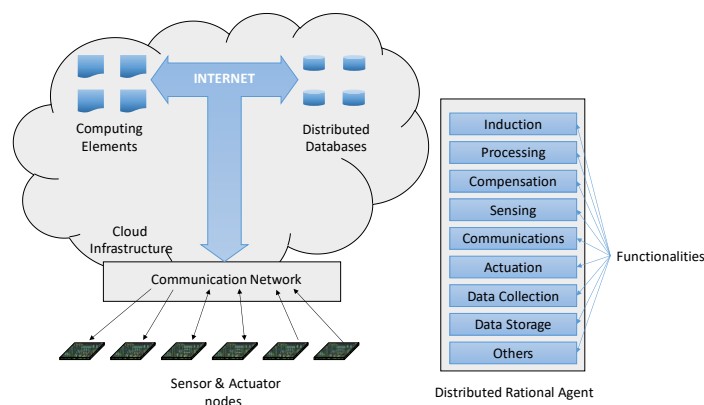 INTERNET
Computing
Elements
Distributed
Databases
Cloud
Infrastructure
Communication Network
Sensor & Actuator
nodes
Induction
Processing
Compensation
Sensing
Communications
Actuation
Data Collection
Data Storage
Others
Functionalities
Distributed Rational Agent